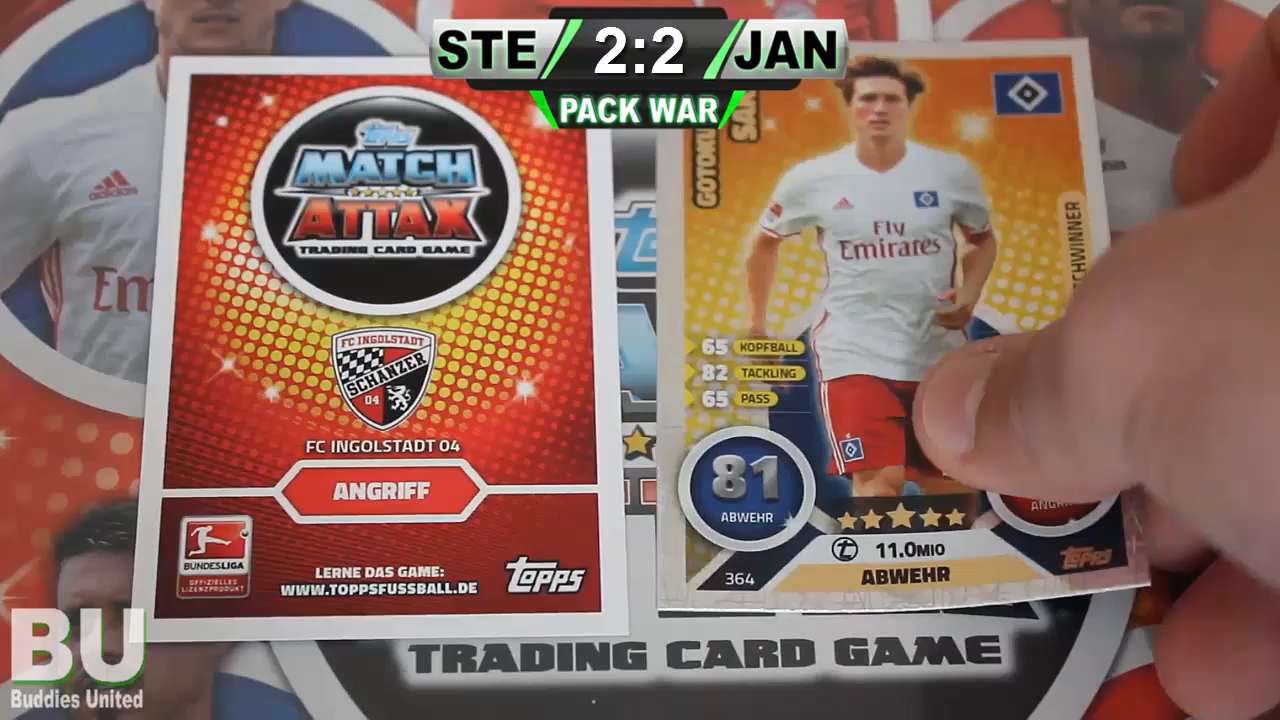 STE 2:2 JAN
PACK WAR
topps
MATCH
ATTAX
TRADING CARD GAME
FC INGOLSTADT
SCHANZER
04
FC INGOLSTADT 04
ANGRIFF
BUNDESLIGA
OFFIZIELLES
LIZENZPRODUKT
LERNE DAS GAME:
WWW.TOPPSFUSSBALL.DE
topps
GOTOKU
adidas
Fly
Emirates
65 KOPFBALL
82 TACKLING
65 PASS
81
ABWEHR
11.0MIO
364
ABWEHR
topps
TRADING CARD GAME
BU
Buddies United